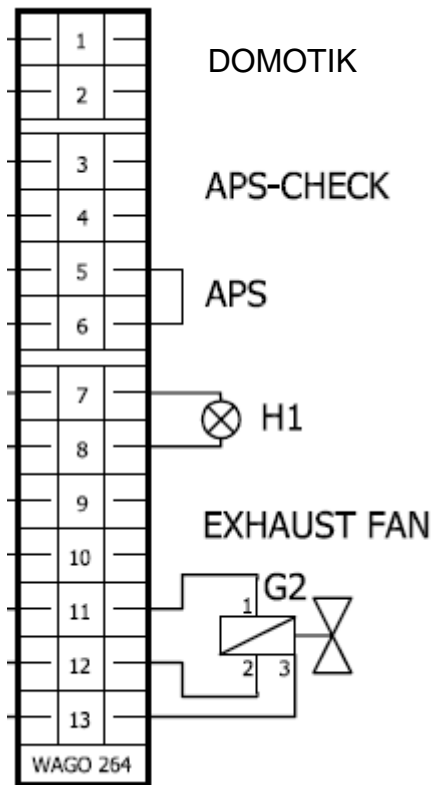 1
DOMOTIK
2
3
APS-CHECK
4
5
APS
6
7
H1
8
9
EXHAUST FAN
10
G2
11
1
12
2 3
13
WAGO 264